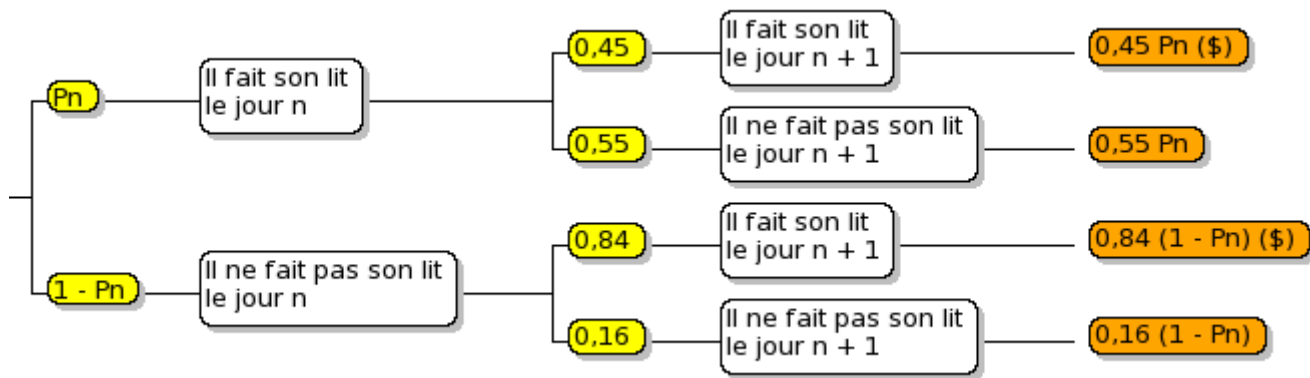 Pn
Il fait son lit
le jour n
0,45
Il fait son lit
le jour n + 1
0,45 Pn ($)
0,55
Il ne fait pas son lit
le jour n + 1
0,55 Pn
1 - Pn
Il ne fait pas son lit
le jour n
0,84
Il fait son lit
le jour n + 1
0,84 (1 - Pn) ($)
0,16
Il ne fait pas son lit
le jour n + 1
0,16 (1 - Pn)